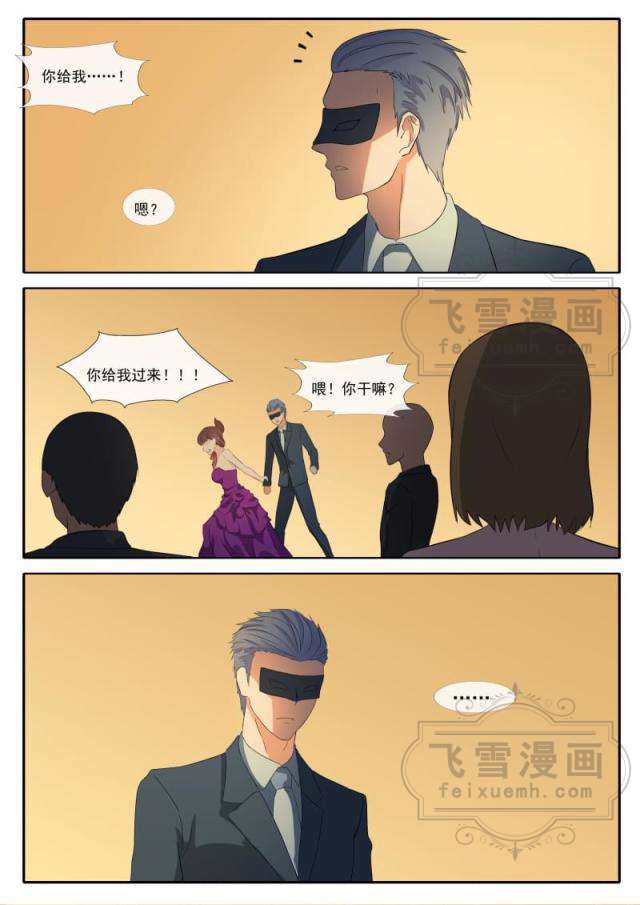 你给我……！
嗯？
飞雪漫画
feixuemh.com
你给我过来！！！
喂！你干嘛？
……
飞雪漫画
feixuemh.com